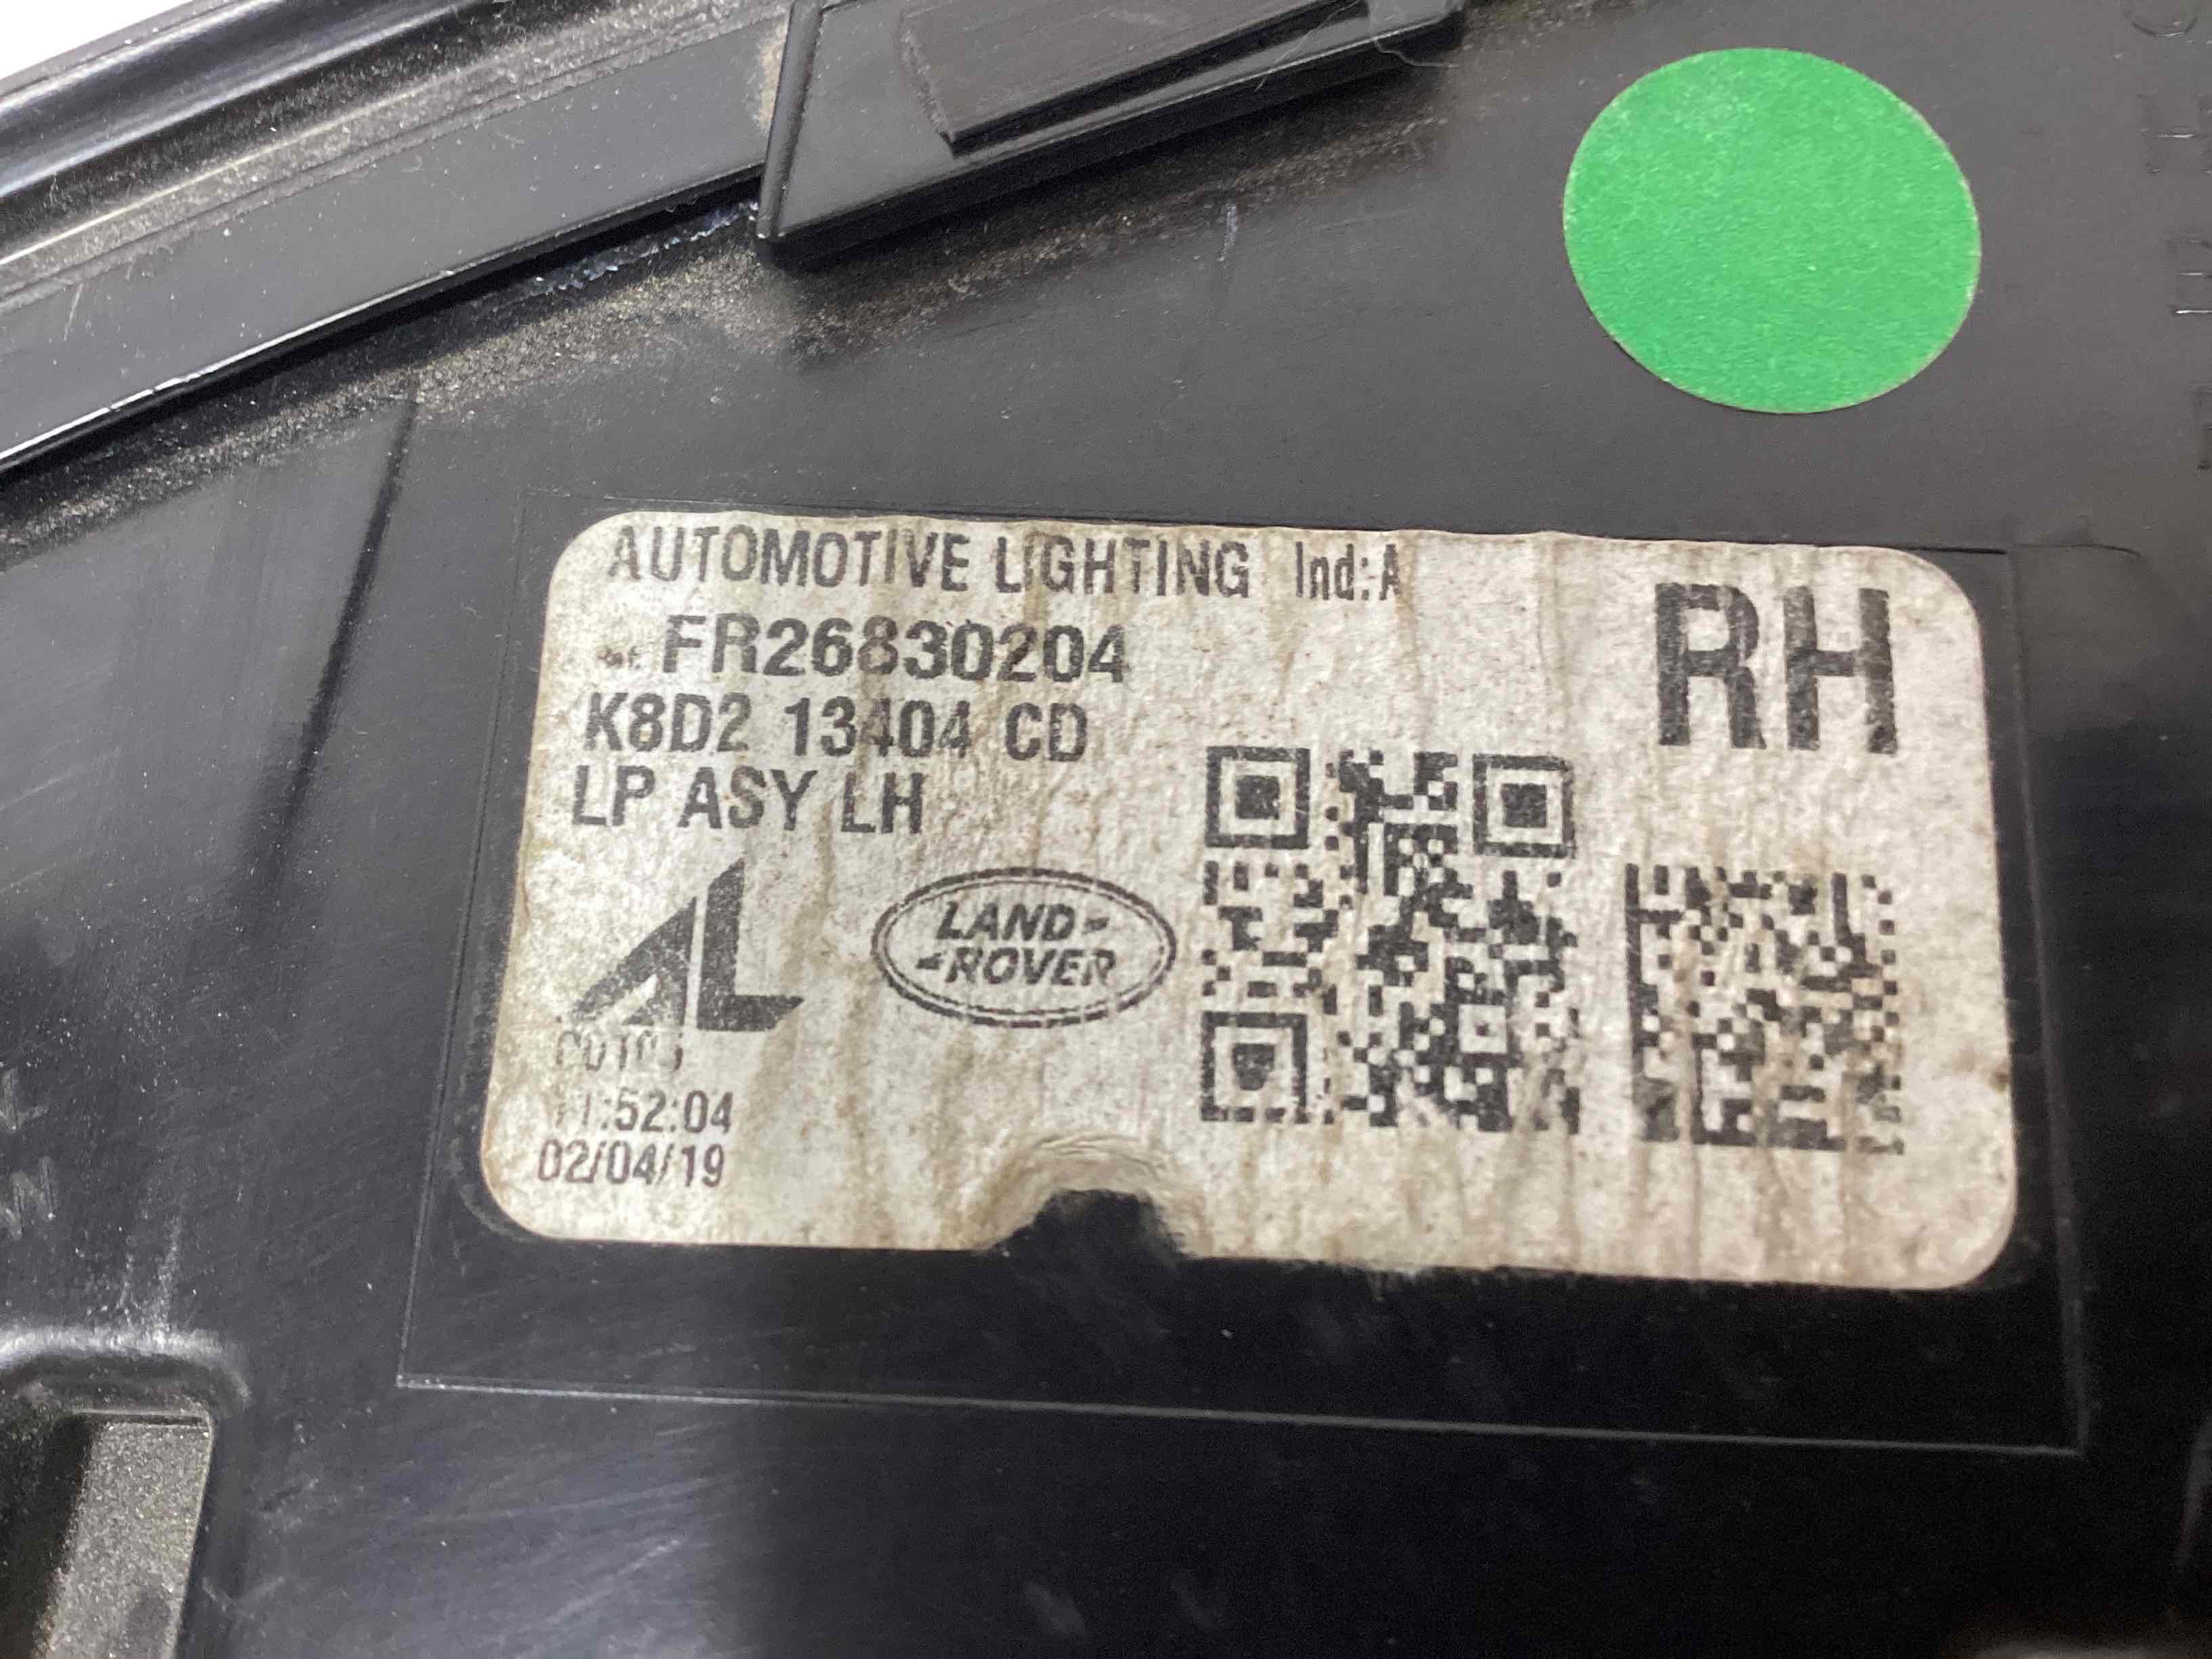 AUTOMOTIVE LIGHTING Ind:A
FR26830204
RH
K8D2 13404 CD
LP ASY LH
AL
LAND-
-ROVER
11:52:04
02/04/19